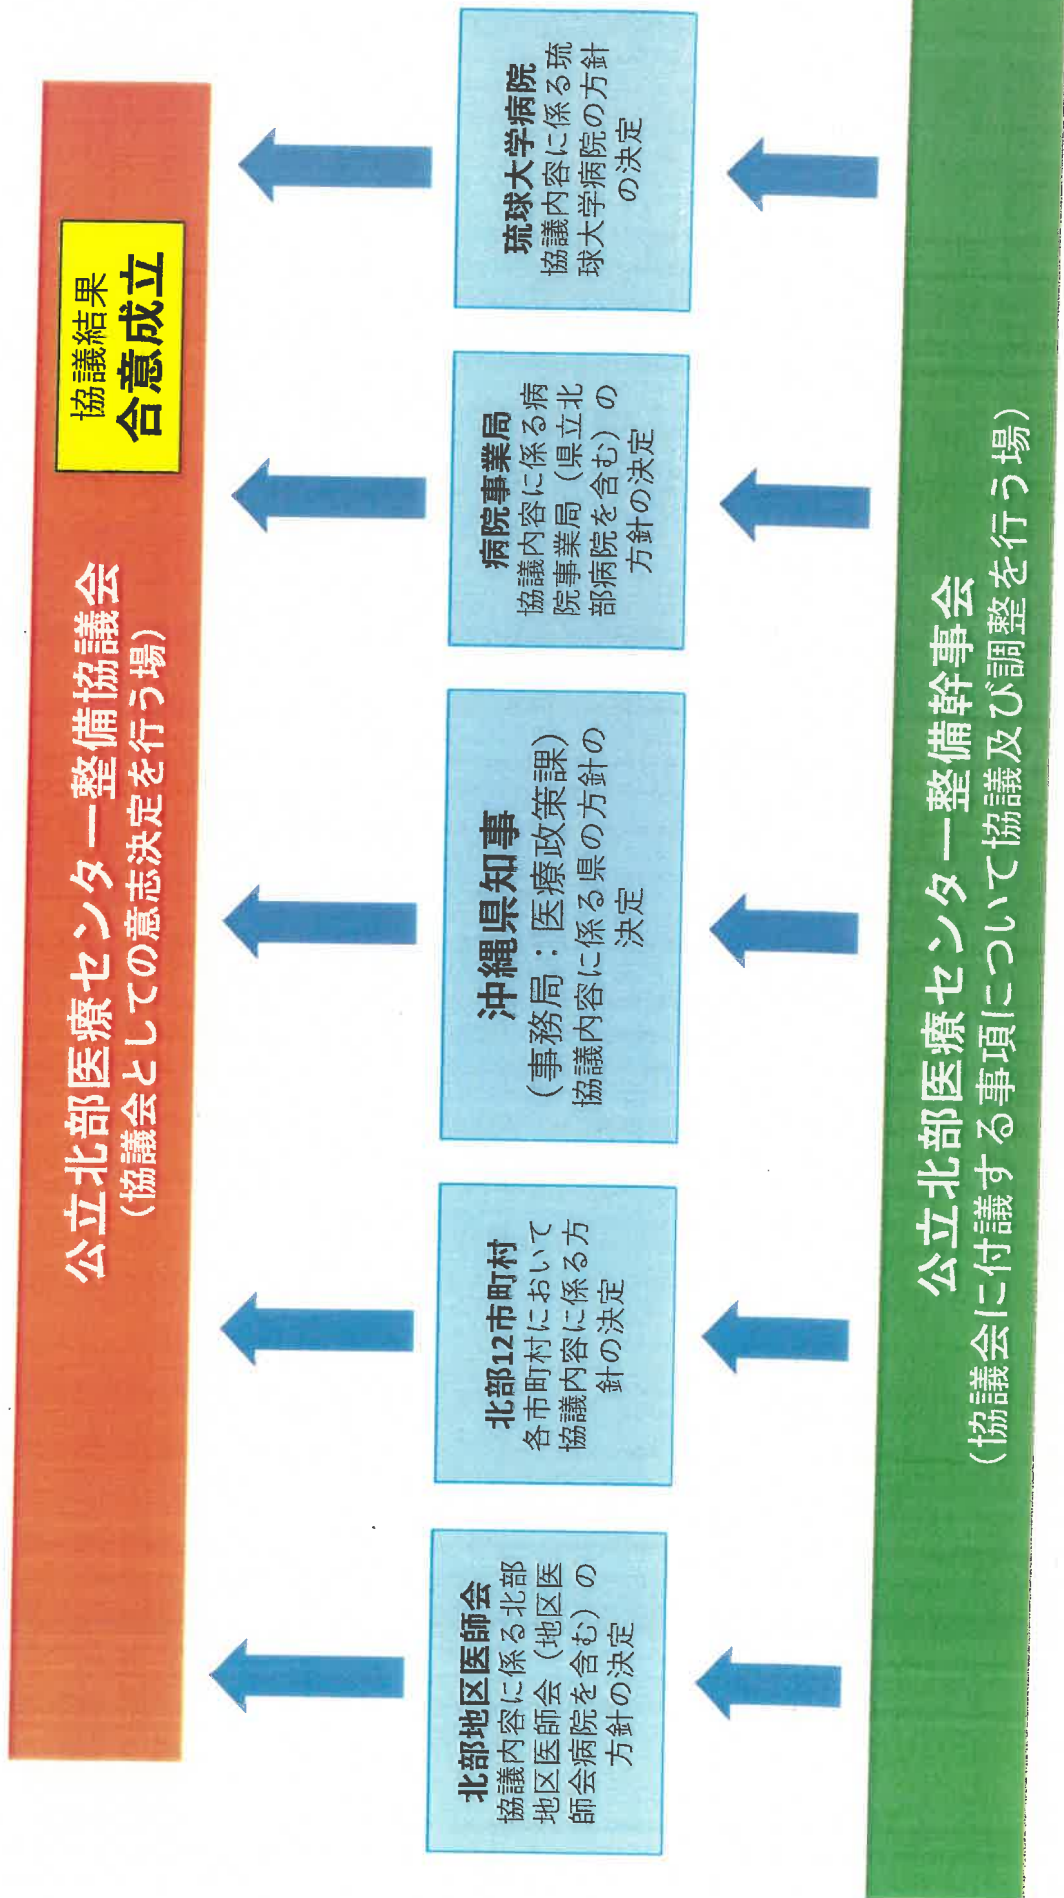 公立北部医療センター整備協議会
（協議会としての意志決定を行う場）
協議結果
合意成立
北部地区医師会
協議内容に係る北部
地区医師会（地区医
師会病院を含む）の
方針の決定
北部12市町村
各市町村において
協議内容に係る方
針の決定
沖縄県知事
（事務局：医療政策課）
協議内容に係る県の方針の
決定
病院事業局
協議内容に係る病
院事業局（県立北
部病院を含む）の
方針の決定
琉球大学病院
協議内容に係る琉
球大学病院の方針
の決定
公立北部医療センター整備幹事会
（協議会に付議する事項について協議及び調整を行う場）